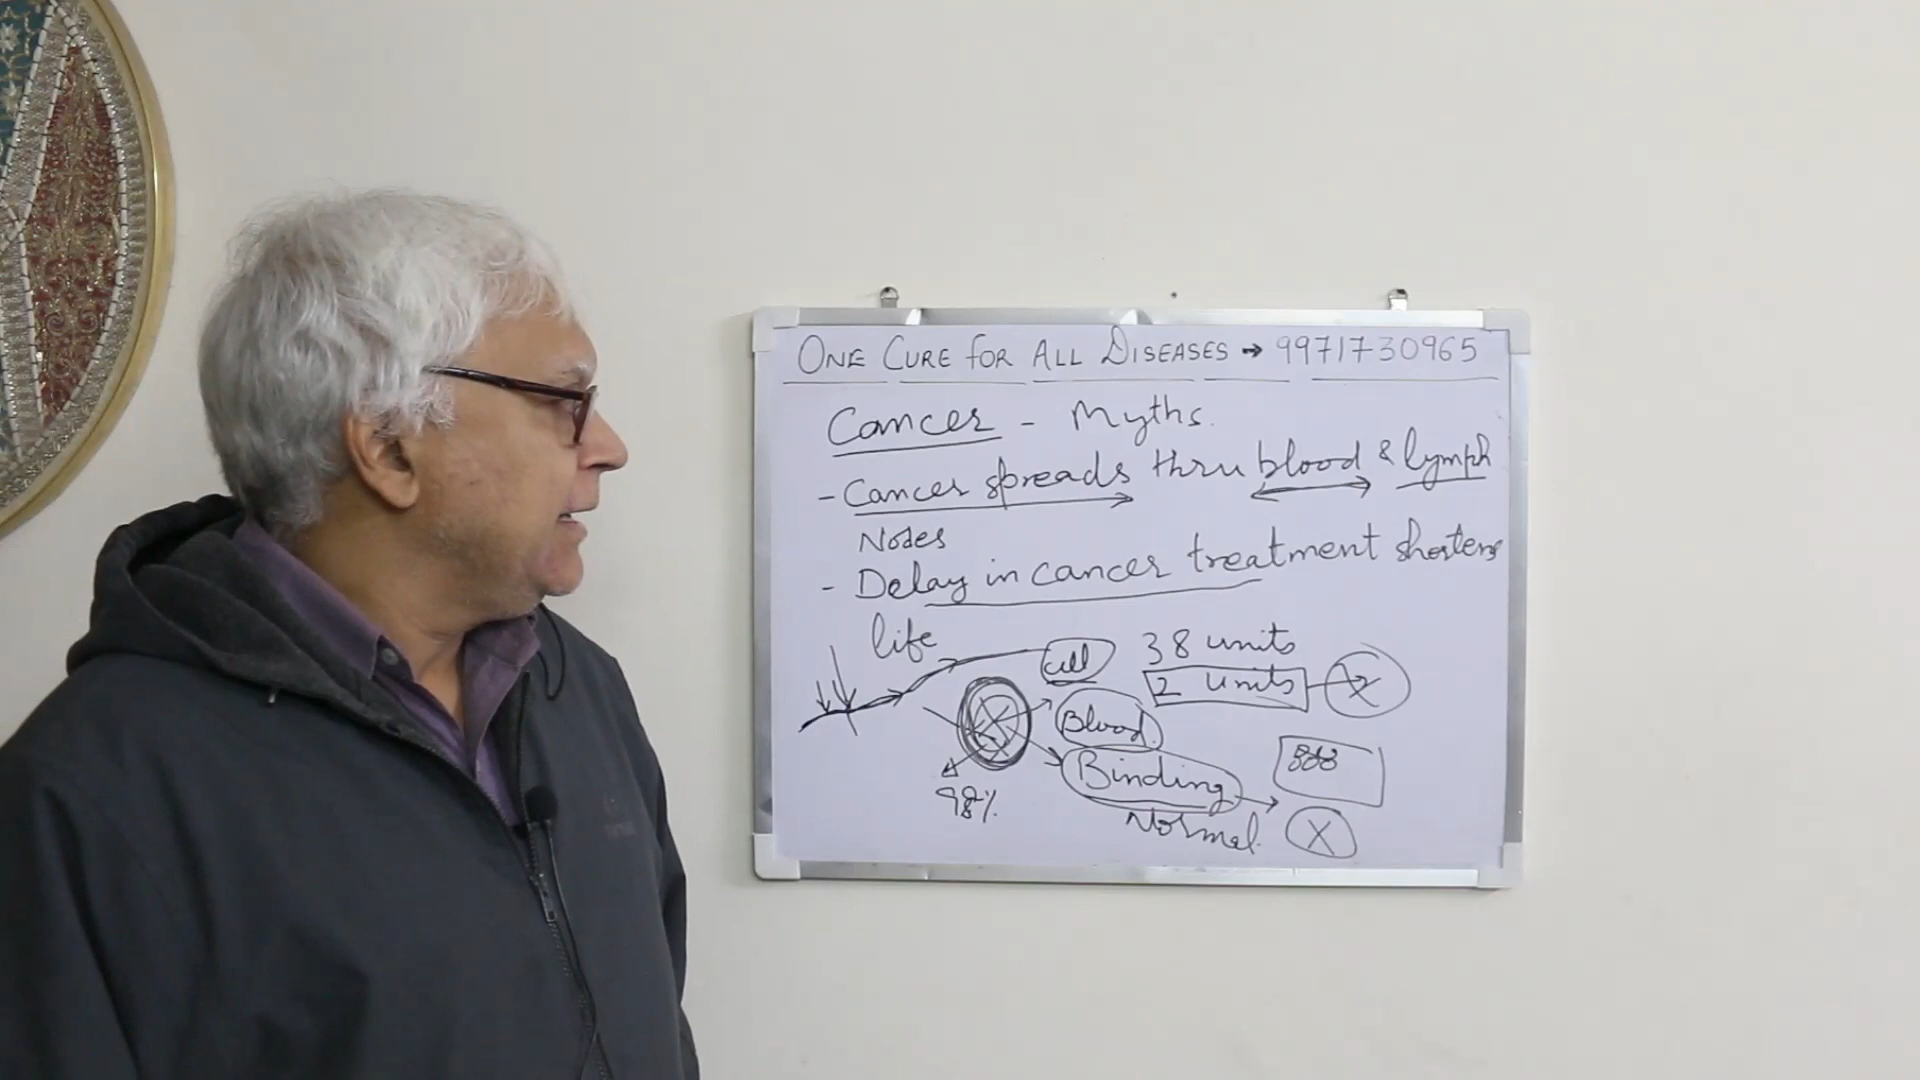 ONE CURE FOR ALL DISEASES → 9971730965
Cancer - Myths.
- Cancer spreads thru blood & lymph
Nodes
- Delay in cancer treatment shortens
life
cell
38 units
2 units
X
Blood
Binding
98%
Normal
X